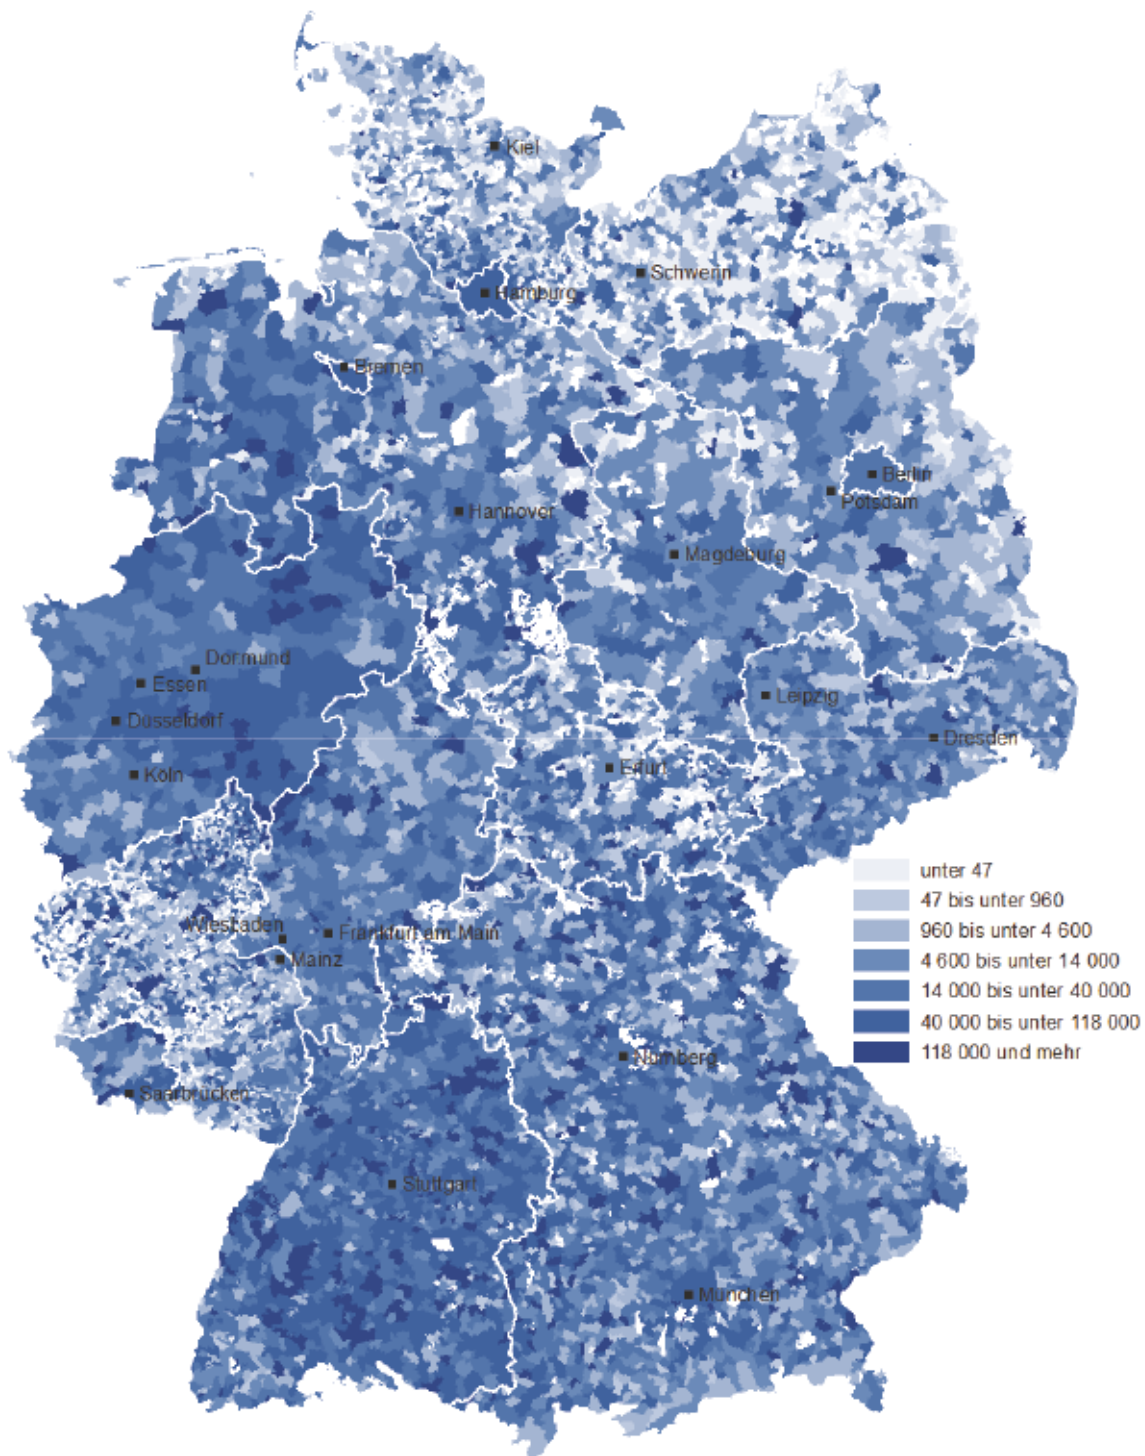 Kiel
Schwerin
Hamburg
Bremen
Berlin
Potsdam
Hannover
Magdeburg
Dortmund
Essen
Leipzig
Düsseldorf
Dresden
Köln
Erfurt
unter 47
47 bis unter 960
Wiesbaden
Frankfurt am Main
960 bis unter 4 600
Mainz
4 600 bis unter 14 000
14 000 bis unter 40 000
40 000 bis unter 118 000
Nürnberg
118 000 und mehr
Saarbrücken
Stuttgart
München